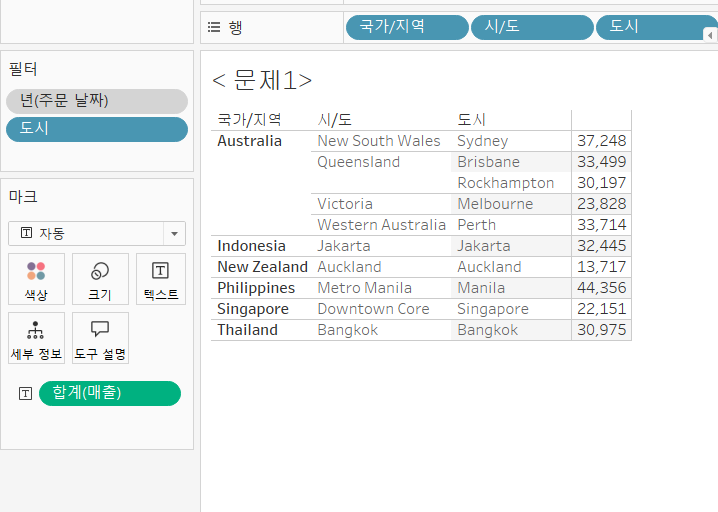 행 국가/지역 시/도 도시
필터
년(주문 날짜)
도시
마크
자동
색상 크기 텍스트
세부 정보 도구 설명
합계(매출)
< 문제1>
국가/지역 시/도 도시
Australia New South Wales Sydney 37,248
Queensland Brisbane 33,499
Rockhampton 30,197
Victoria Melbourne 23,828
Western Australia Perth 33,714
Indonesia Jakarta Jakarta 32,445
New Zealand Auckland Auckland 13,717
Philippines Metro Manila Manila 44,356
Singapore Downtown Core Singapore 22,151
Thailand Bangkok Bangkok 30,975